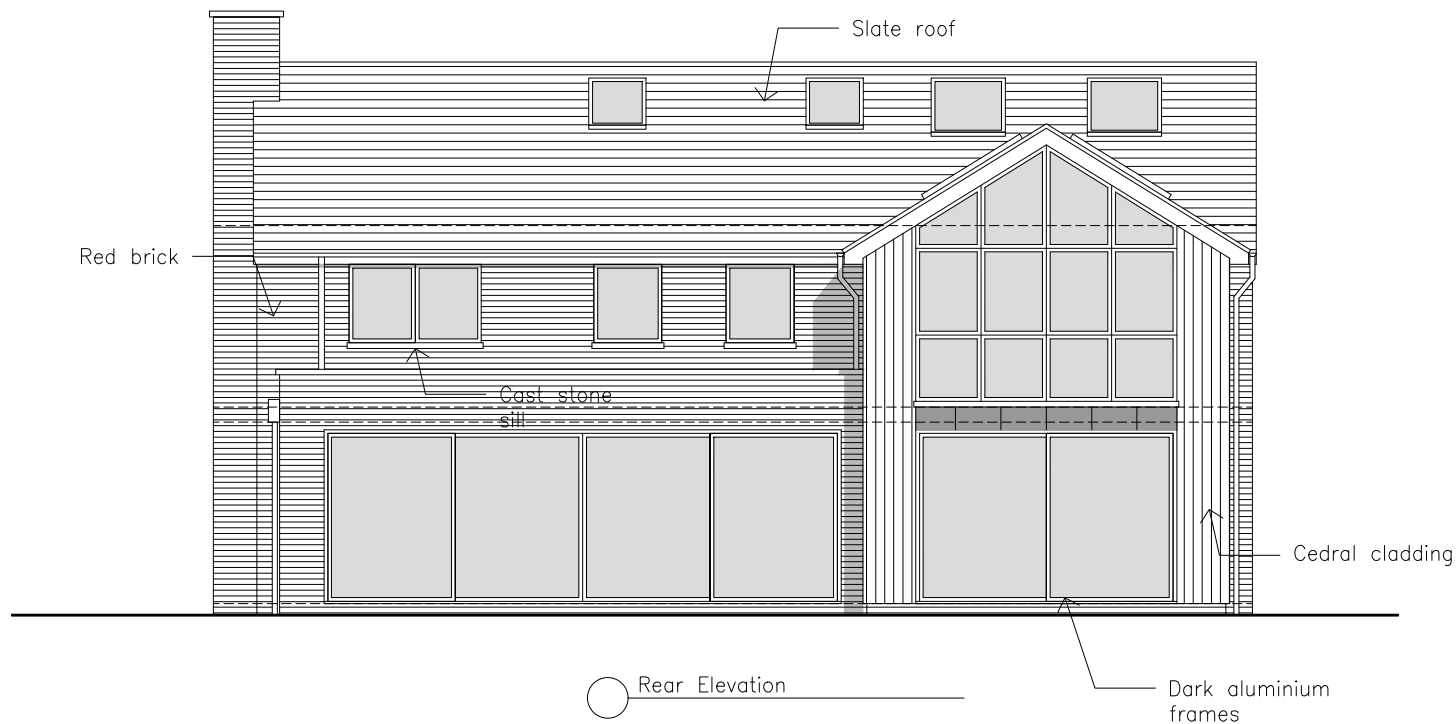 Slate roof
Red brick
Cast stone
sill
Cedral cladding
Rear Elevation
Dark aluminium
frames